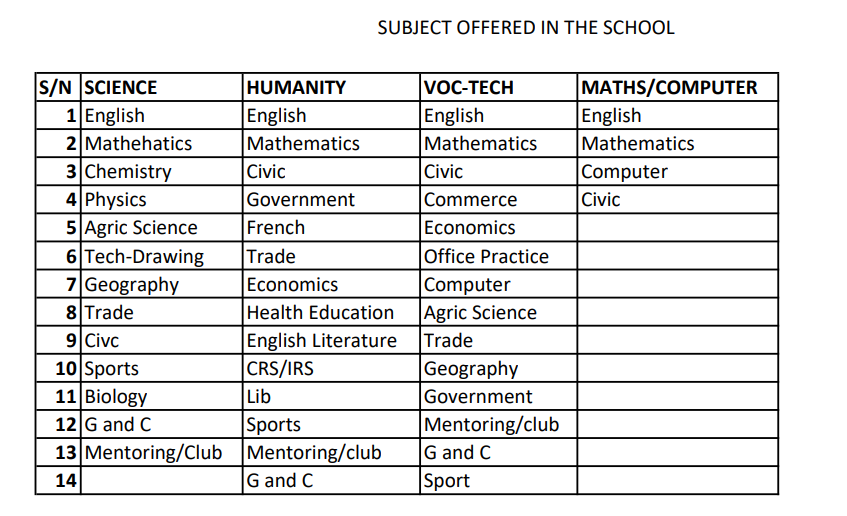 SUBJECT OFFERED IN THE SCHOOL
S/N SCIENCE HUMANITY VOC-TECH MATHS/COMPUTER
1 English English English English
2 Mathehatics Mathematics Mathematics Mathematics
3 Chemistry Civic Civic Computer
4 Physics Government Commerce Civic
5 Agric Science French Economics
6 Tech-Drawing Trade Office Practice
7 Geography Economics Computer
8 Trade Health Education Agric Science
9 Civc English Literature Trade
10 Sports CRS/IRS Geography
11 Biology Lib Government
12 G and C Sports Mentoring/club
13 Mentoring/Club Mentoring/club G and C
14 G and C Sport